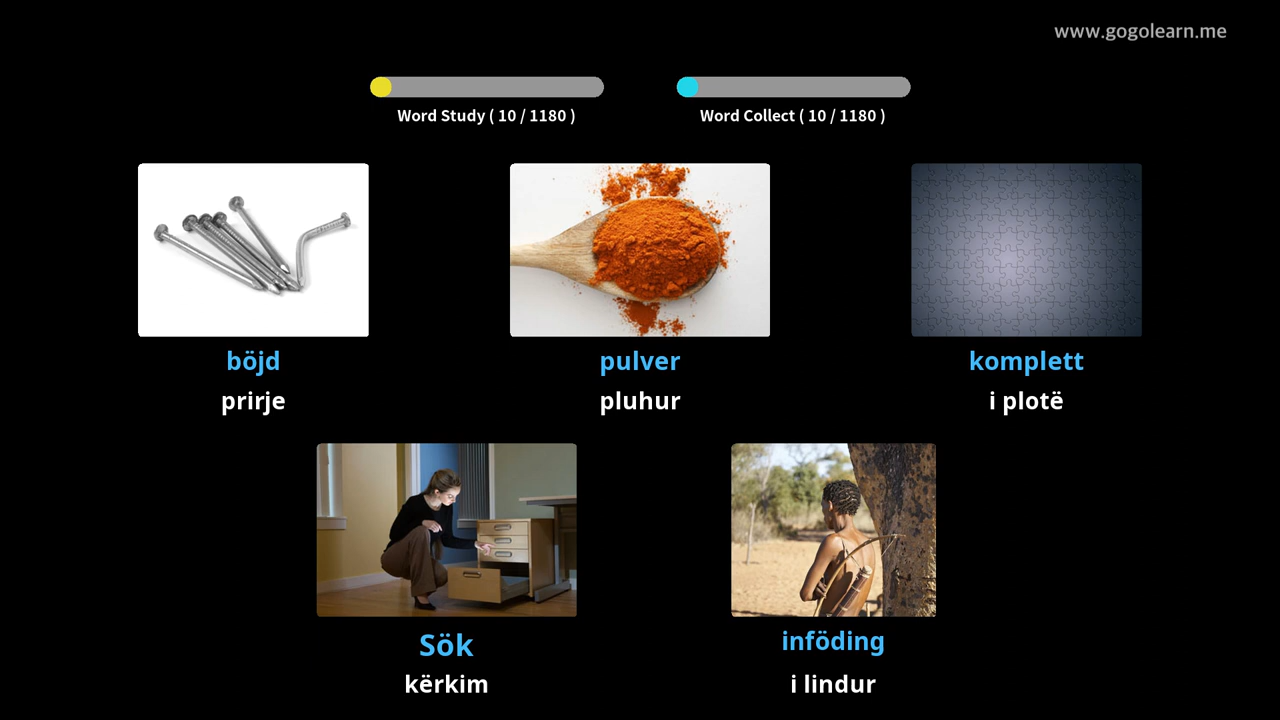 www.gogolearn.me
Word Study ( 10 / 1180 )
Word Collect ( 10 / 1180 )
böjd
pulver
komplett
prirje
pluhur
i plotë
Sök
inföding
kërkim
i lindur